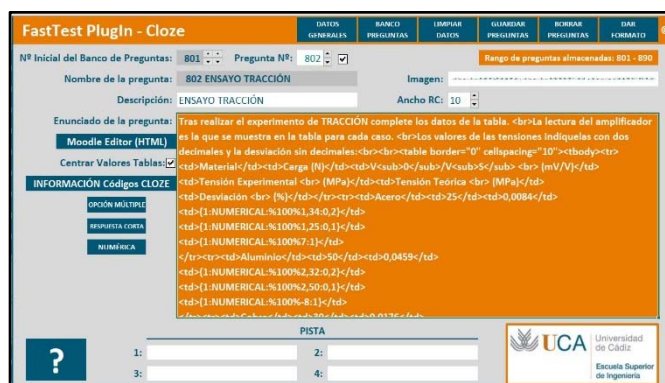 FastTest PlugIn - Cloze
DATOS GENERALES
BANCO PREGUNTAS
LIMPIAR DATOS
GUARDAR PREGUNTAS
BORRAR PREGUNTAS
DAR FORMATO
Nº Inicial del Banco de Preguntas: 801 Pregunta Nº: 802
Rango de preguntas almacenadas: 801 - 890
Nombre de la pregunta: 802 ENSAYO TRACCIÓN Imagen:
Descripción: ENSAYO TRACCIÓN Ancho RC: 10
Enunciado de la pregunta:
Moodle Editor (HTML)
Centrar Valores Tablas:
INFORMACIÓN Códigos CLOZE
OPCIÓN MÚLTIPLE
RESPUESTA CORTA
NUMÉRICA
Tras realizar el experimento de TRACCIÓN complete los datos de la tabla. <br>La lectura del amplificador
es la que se muestra en la tabla para cada caso. <br>Los valores de las tensiones indíquelas con dos
decimales y la desviación sin decimales:<br><br><table border="0" cellspacing="10"><tbody><tr>
<td>Material</td><td>Carga (N)</td><td>V<sub>0</sub>/V<sub>S</sub> <br> (mV/V)</td>
<td>Tensión Experimental <br> (MPa)</td><td>Tensión Teórica <br> (MPa)</td>
<td>Desviación <br> (%)</td></tr><tr><td>Acero</td><td>25</td><td>0,0084</td>
<td>{1:NUMERICAL:%100%1,34:0,2}</td>
<td>{1:NUMERICAL:%100%1,25:0,1}</td>
<td>{1:NUMERICAL:%100%7:1}</td>
</tr><tr><td>Aluminio</td><td>50</td><td>0,0459</td>
<td>{1:NUMERICAL:%100%2,32:0,2}</td>
<td>{1:NUMERICAL:%100%2,50:0,1}</td>
<td>{1:NUMERICAL:%100%-8:1}</td>
</tr><tr><td>Cobre</td><td>30</td><td>0,0176</td>
PISTA
?
1:
2:
3:
4:
UCA
Universidad
de Cádiz
Escuela Superior
de Ingeniería